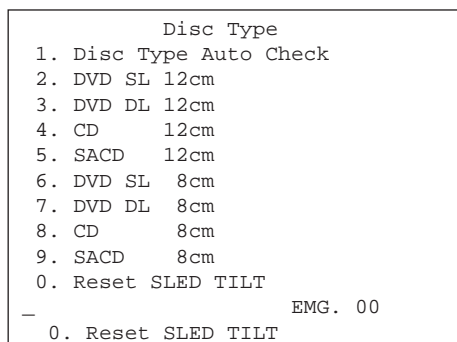 Disc Type
1. Disc Type Auto Check
2. DVD SL 12cm
3. DVD DL 12cm
4. CD 12cm
5. SACD 12cm
6. DVD SL 8cm
7. DVD DL 8cm
8. CD 8cm
9. SACD 8cm
0. Reset SLED TILT
_ EMG. 00
0. Reset SLED TILT